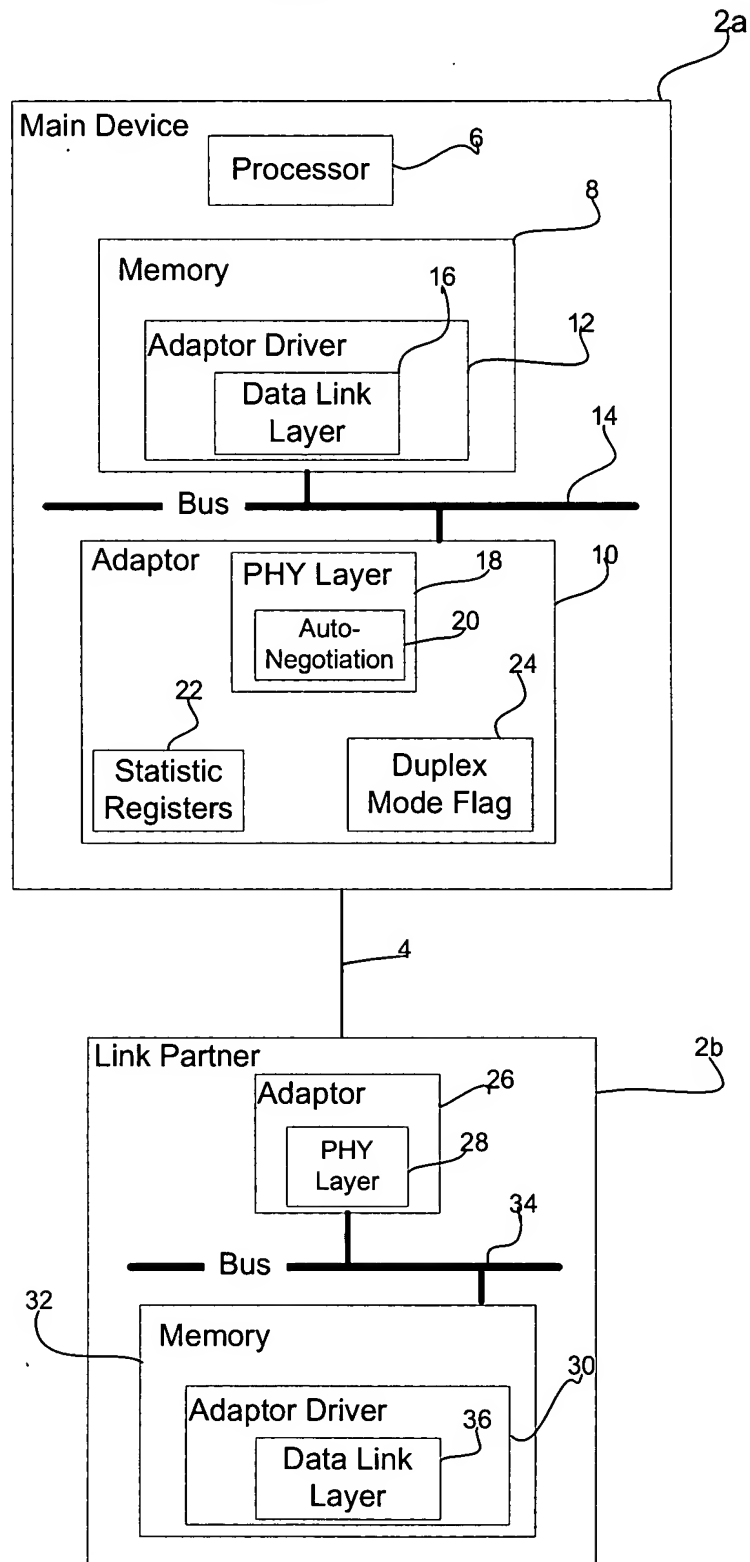 2a
Main Device
6
Processor
8
Memory
16
12
Adaptor Driver
Data Link
Layer
14
Bus
Adaptor
PHY Layer
18
10
Auto-
Negotiation
20
22
24
Statistic
Registers
Duplex
Mode Flag
4
Link Partner
2b
Adaptor
26
PHY
Layer
28
34
Bus
32
Memory
30
Adaptor Driver
36
Data Link
Layer